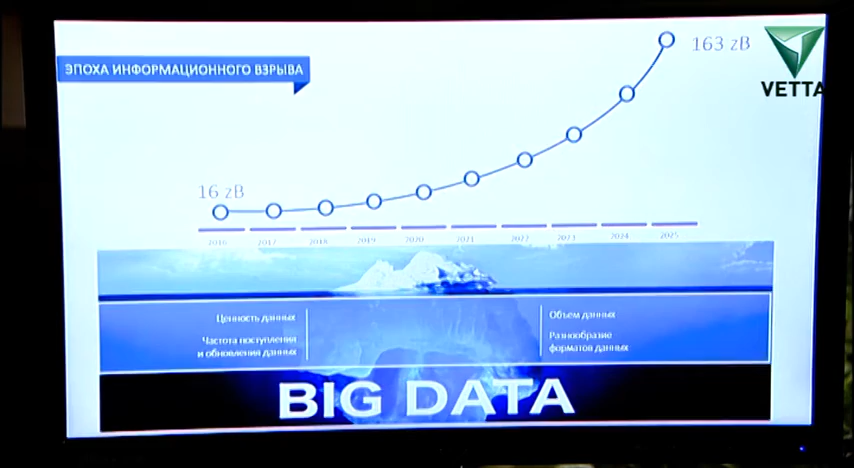 ЭПОХА ИНФОРМАЦИОННОГО ВЗРЫВА
163 zB
VETTA
16 zB
2016 2017 2018 2019 2020 2021 2022 2023 2024 2025
Ценность данных
Объем данных
Частота поступления
и обновления данных
Разнообразие
форматов данных
BIG DATA